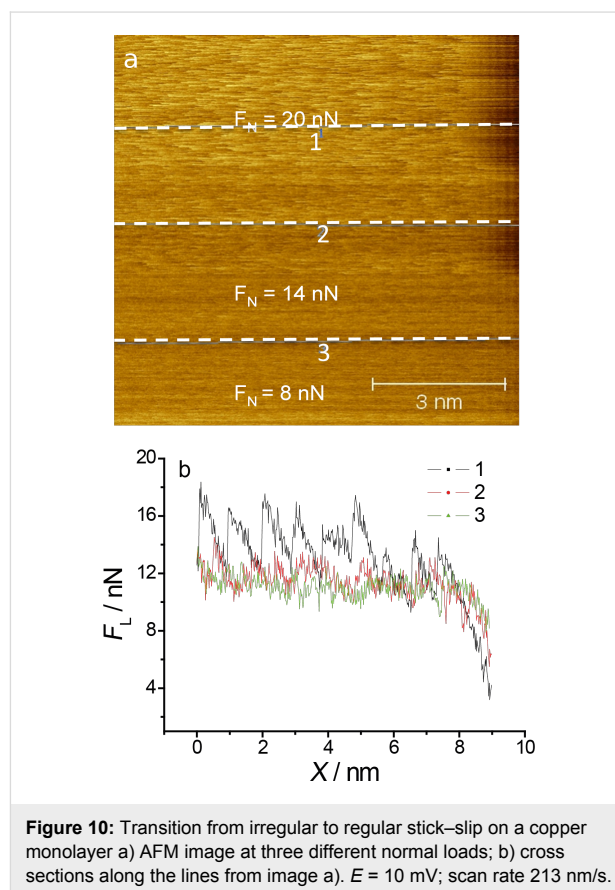 a
F_N = 20 nN
1
2
F_N = 14 nN
3
F_N = 8 nN
3 nm
b
1
2
3
20
16
12
8
4
F_L / nN
0 2 4 6 8 10
X / nm
Figure 10: Transition from irregular to regular stick–slip on a copper
monolayer a) AFM image at three different normal loads; b) cross
sections along the lines from image a). E = 10 mV; scan rate 213 nm/s.